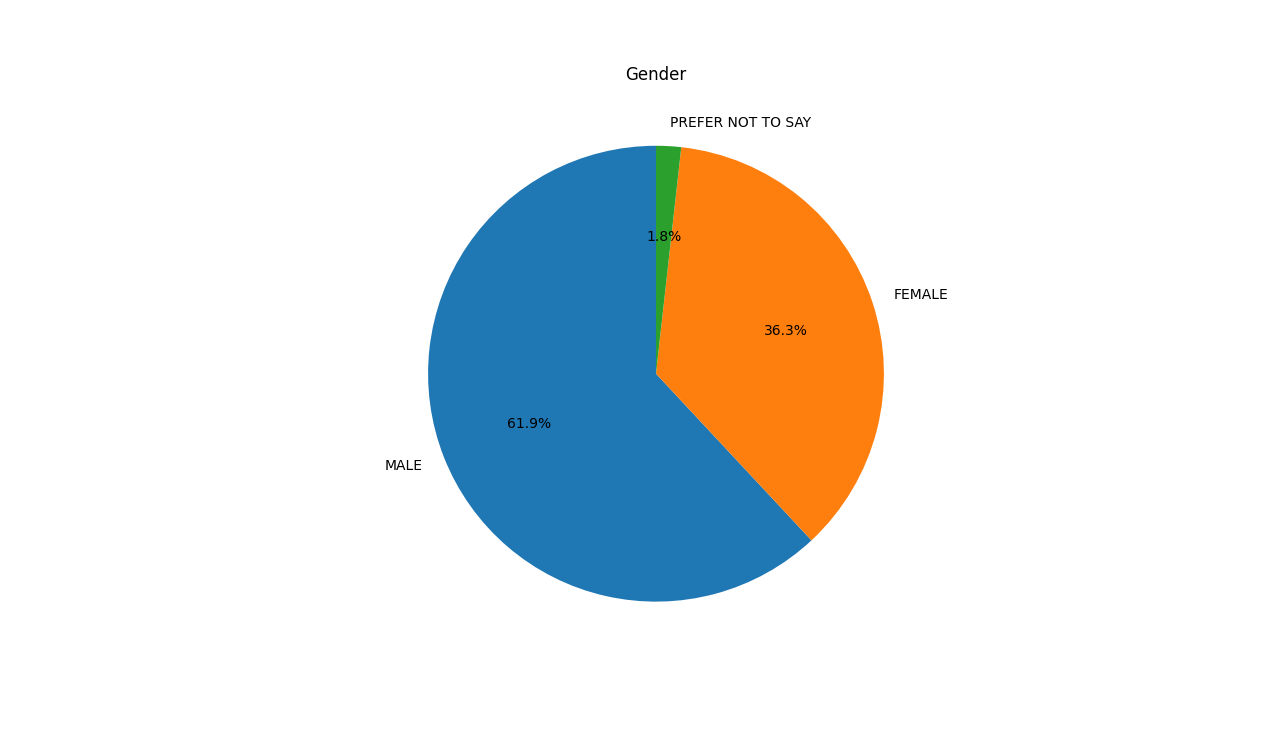 Gender
PREFER NOT TO SAY
1.8%
FEMALE
36.3%
61.9%
MALE